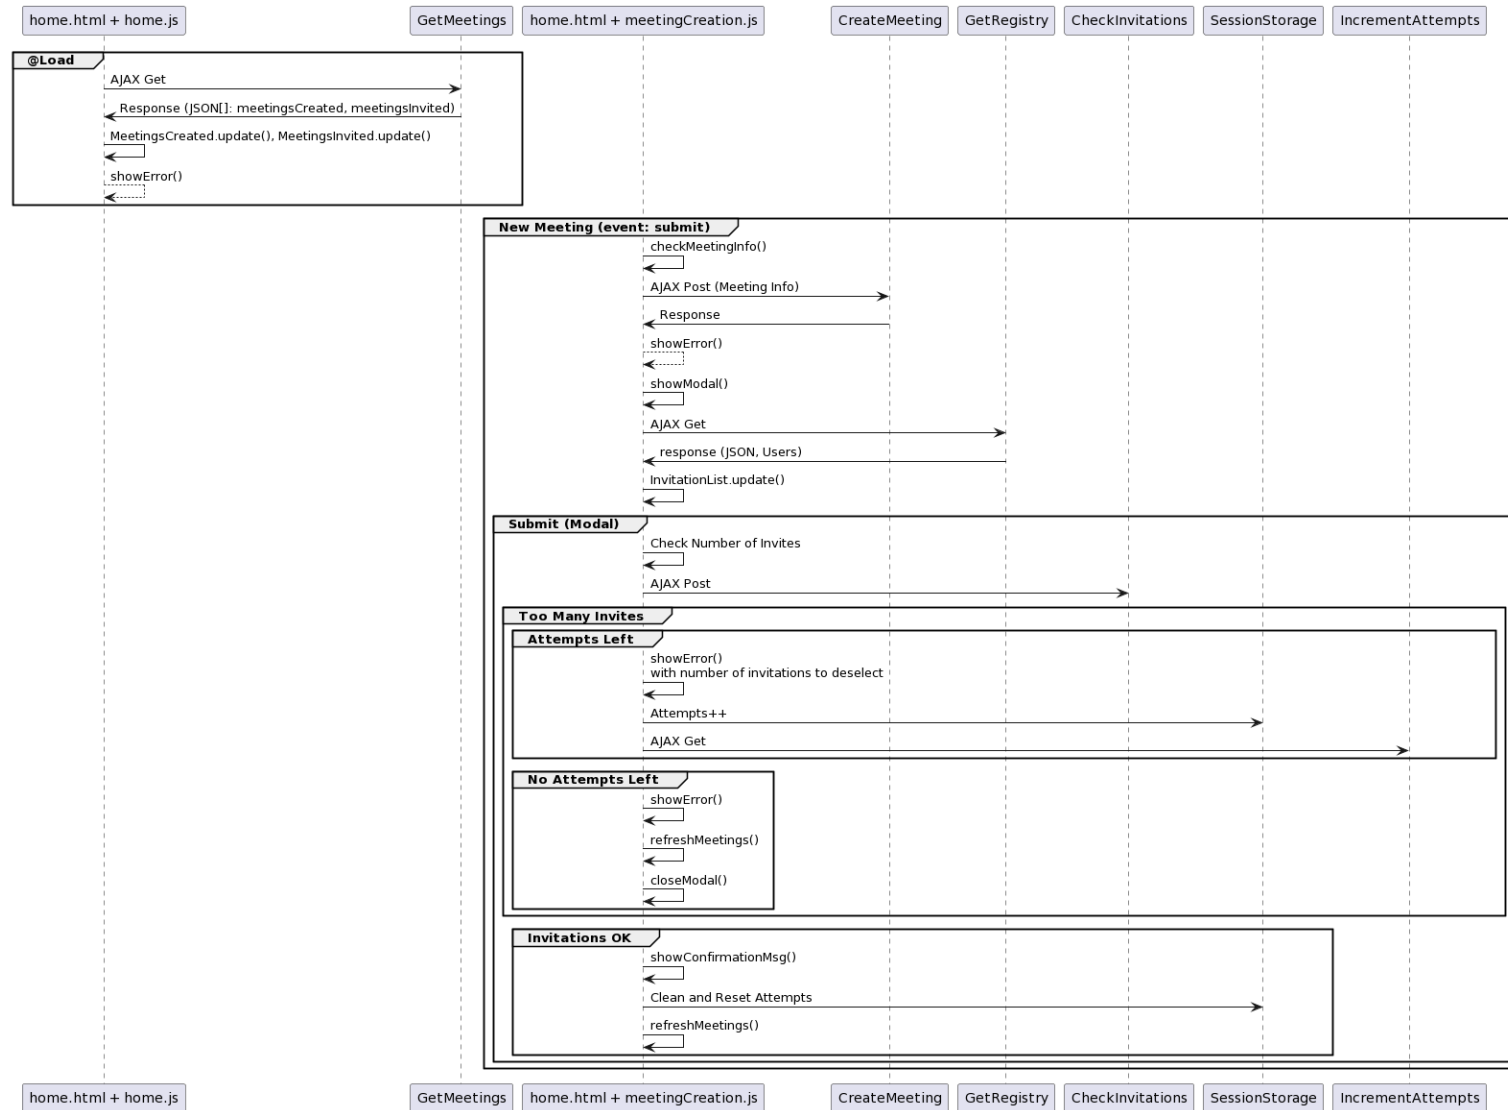 home.html + home.js
GetMeetings
home.html + meetingCreation.js
CreateMeeting
GetRegistry
CheckInvitations
SessionStorage
IncrementAttempts
@Load
AJAX Get
Response (JSON[]: meetingsCreated, meetingsInvited)
MeetingsCreated.update(), MeetingsInvited.update()
showError()
New Meeting (event: submit)
checkMeetingInfo()
AJAX Post (Meeting Info)
Response
showError()
showModal()
AJAX Get
response (JSON, Users)
InvitationList.update()
Submit (Modal)
Check Number of Invites
AJAX Post
Too Many Invites
Attempts Left
showError()
with number of invitations to deselect
Attempts++
AJAX Get
No Attempts Left
showError()
refreshMeetings()
closeModal()
Invitations OK
showConfirmationMsg()
Clean and Reset Attempts
refreshMeetings()
home.html + home.js
GetMeetings
home.html + meetingCreation.js
CreateMeeting
GetRegistry
CheckInvitations
SessionStorage
IncrementAttempts